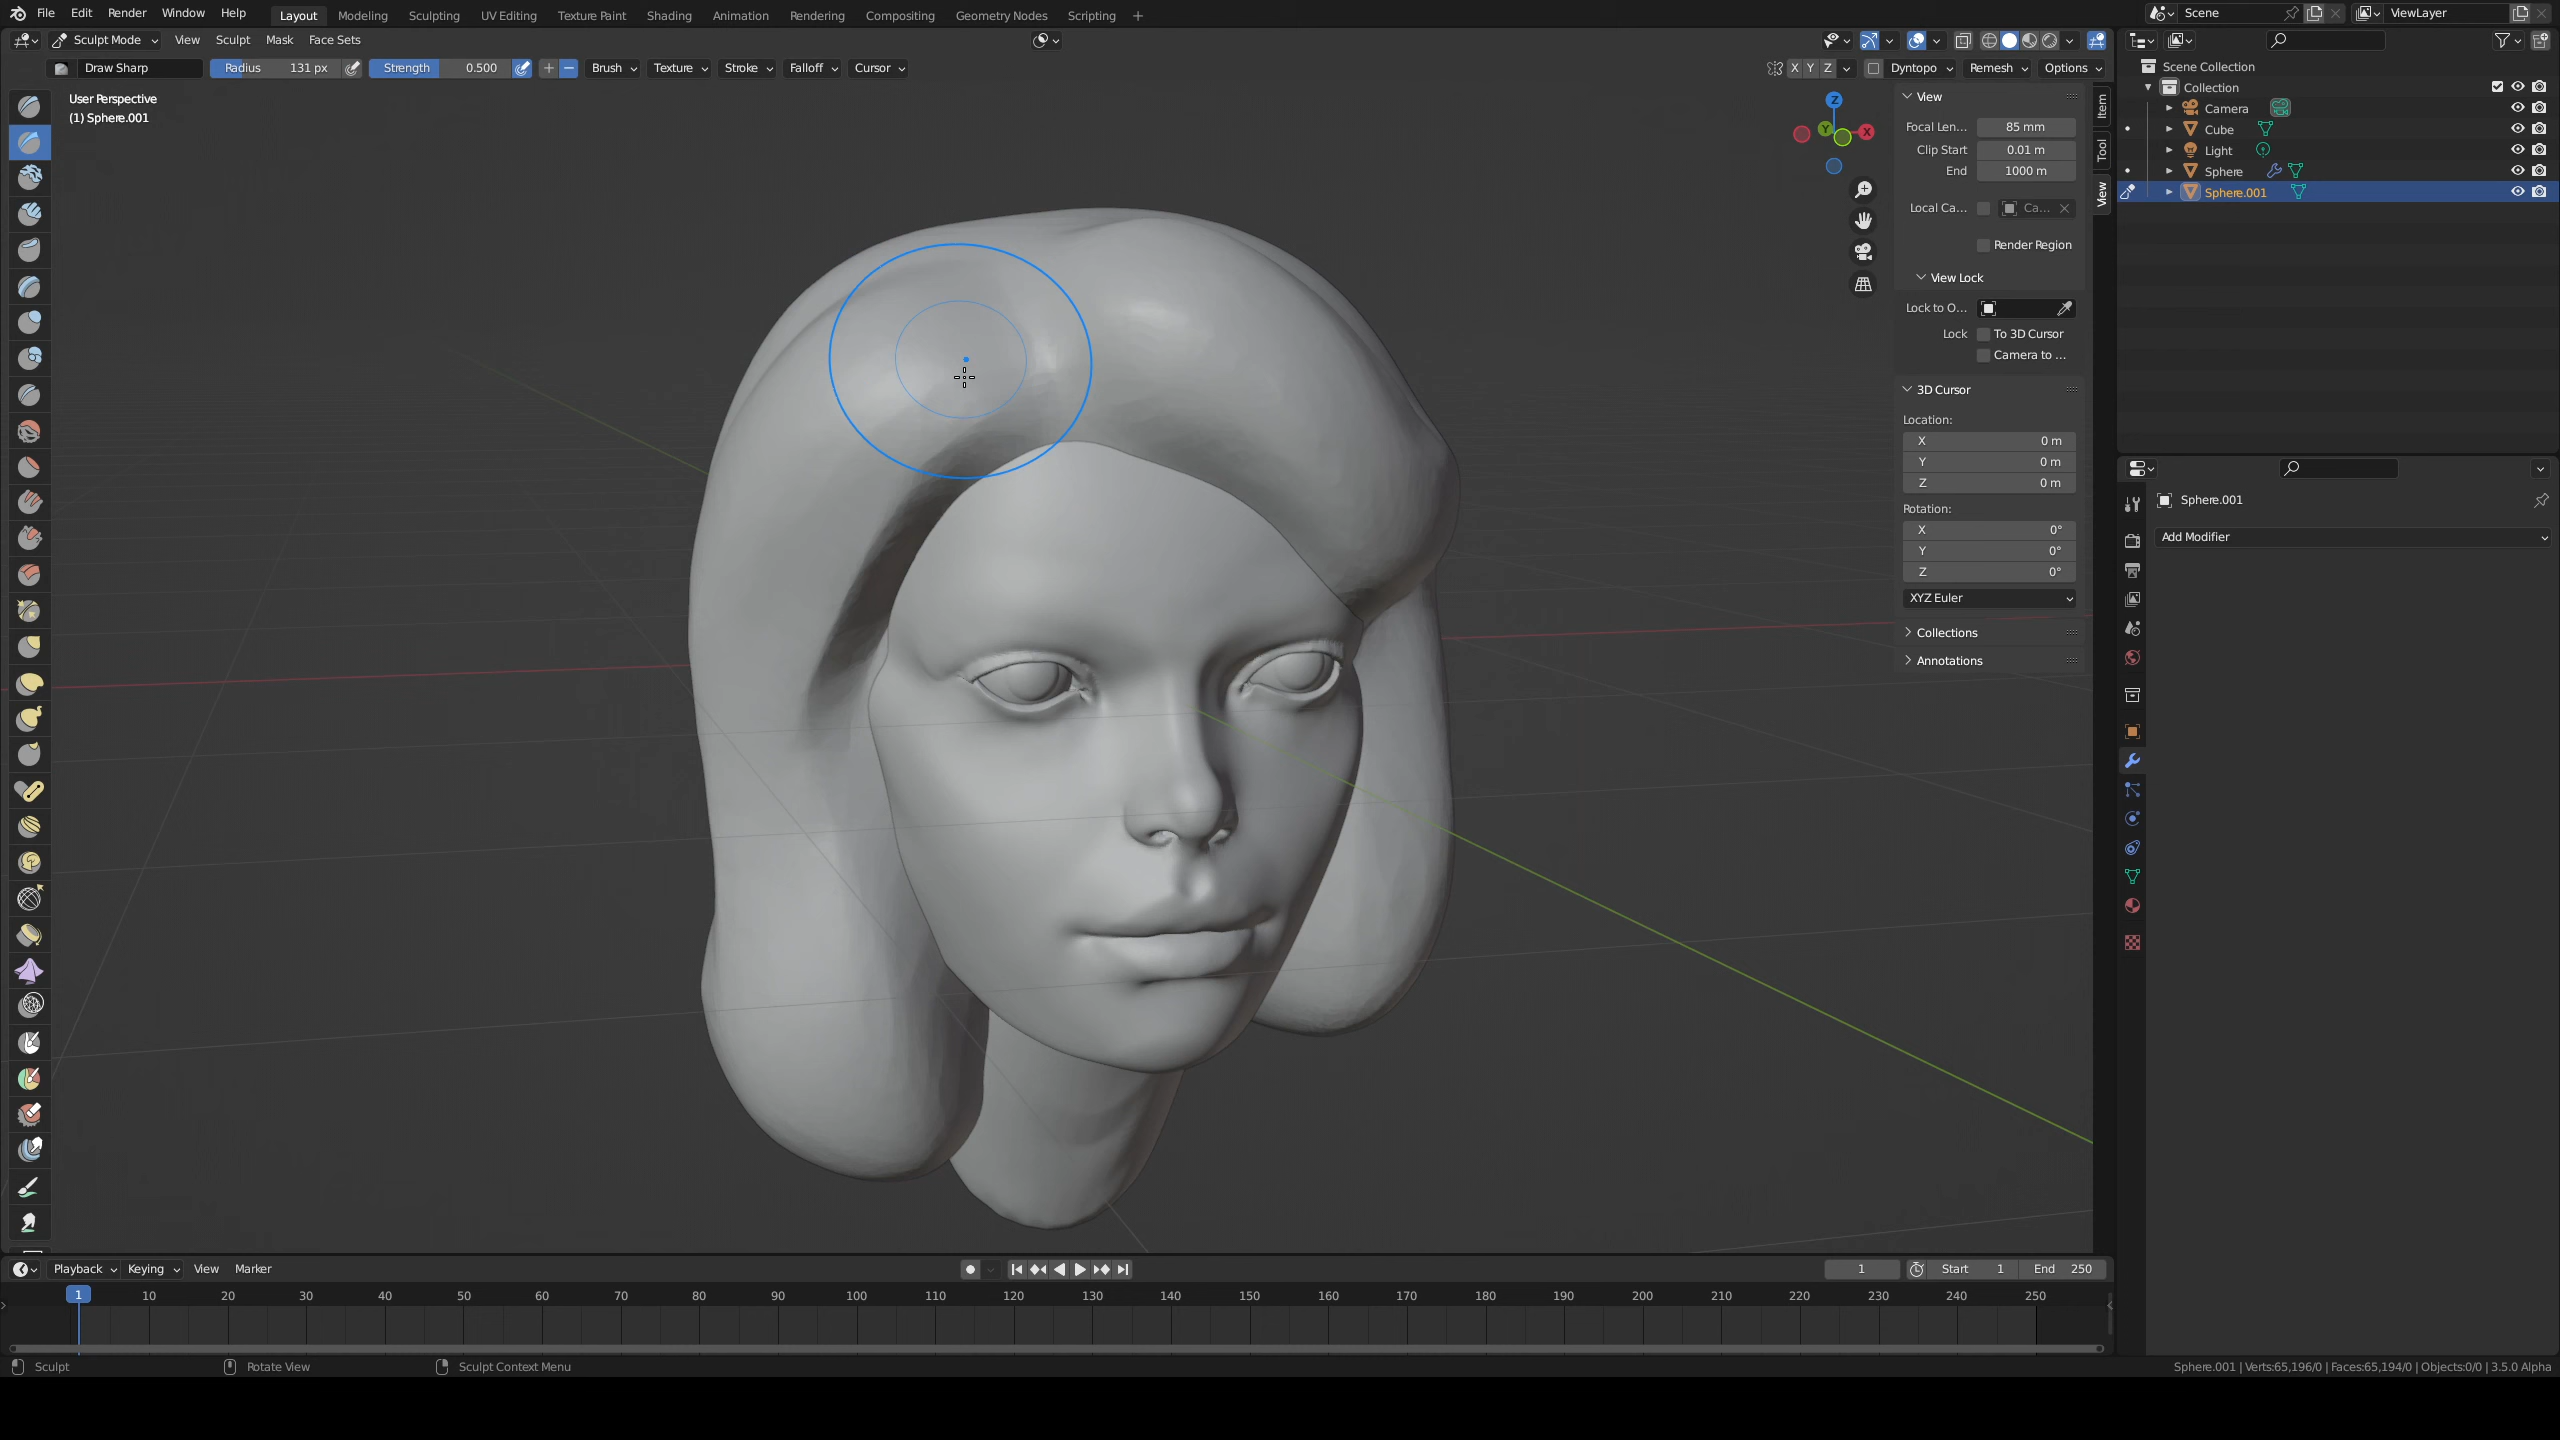 File Edit Render Window Help Layout Modeling Sculpting UV Editing Texture Paint Shading Animation Rendering Compositing Geometry Nodes Scripting + Scene ViewLayer
Sculpt Mode View Sculpt Mask Face Sets
Draw Sharp Radius 131 px Strength 0.500 Brush Texture Stroke Falloff Cursor X Y Z Dyntopo Remesh Options
User Perspective
(1) Sphere.001
Z
Y
X
View
Focal Len... 85 mm
Clip Start 0.01 m
End 1000 m
Local Ca... Ca...
Render Region
View Lock
Lock to O...
Lock To 3D Cursor
Camera to ...
3D Cursor
Location:
X 0 m
Y 0 m
Z 0 m
Rotation:
X 0°
Y 0°
Z 0°
XYZ Euler
Collections
Annotations
Item
Tool
View
Scene Collection
Collection
Camera
Cube
Light
Sphere
Sphere.001
Sphere.001
Add Modifier
Playback Keying View Marker 1 Start 1 End 250
1 10 20 30 40 50 60 70 80 90 100 110 120 130 140 150 160 170 180 190 200 210 220 230 240 250
Sculpt Rotate View Sculpt Context Menu Sphere.001 | Verts:65,196/0 | Faces:65,194/0 | Objects:0/0 | 3.5.0 Alpha